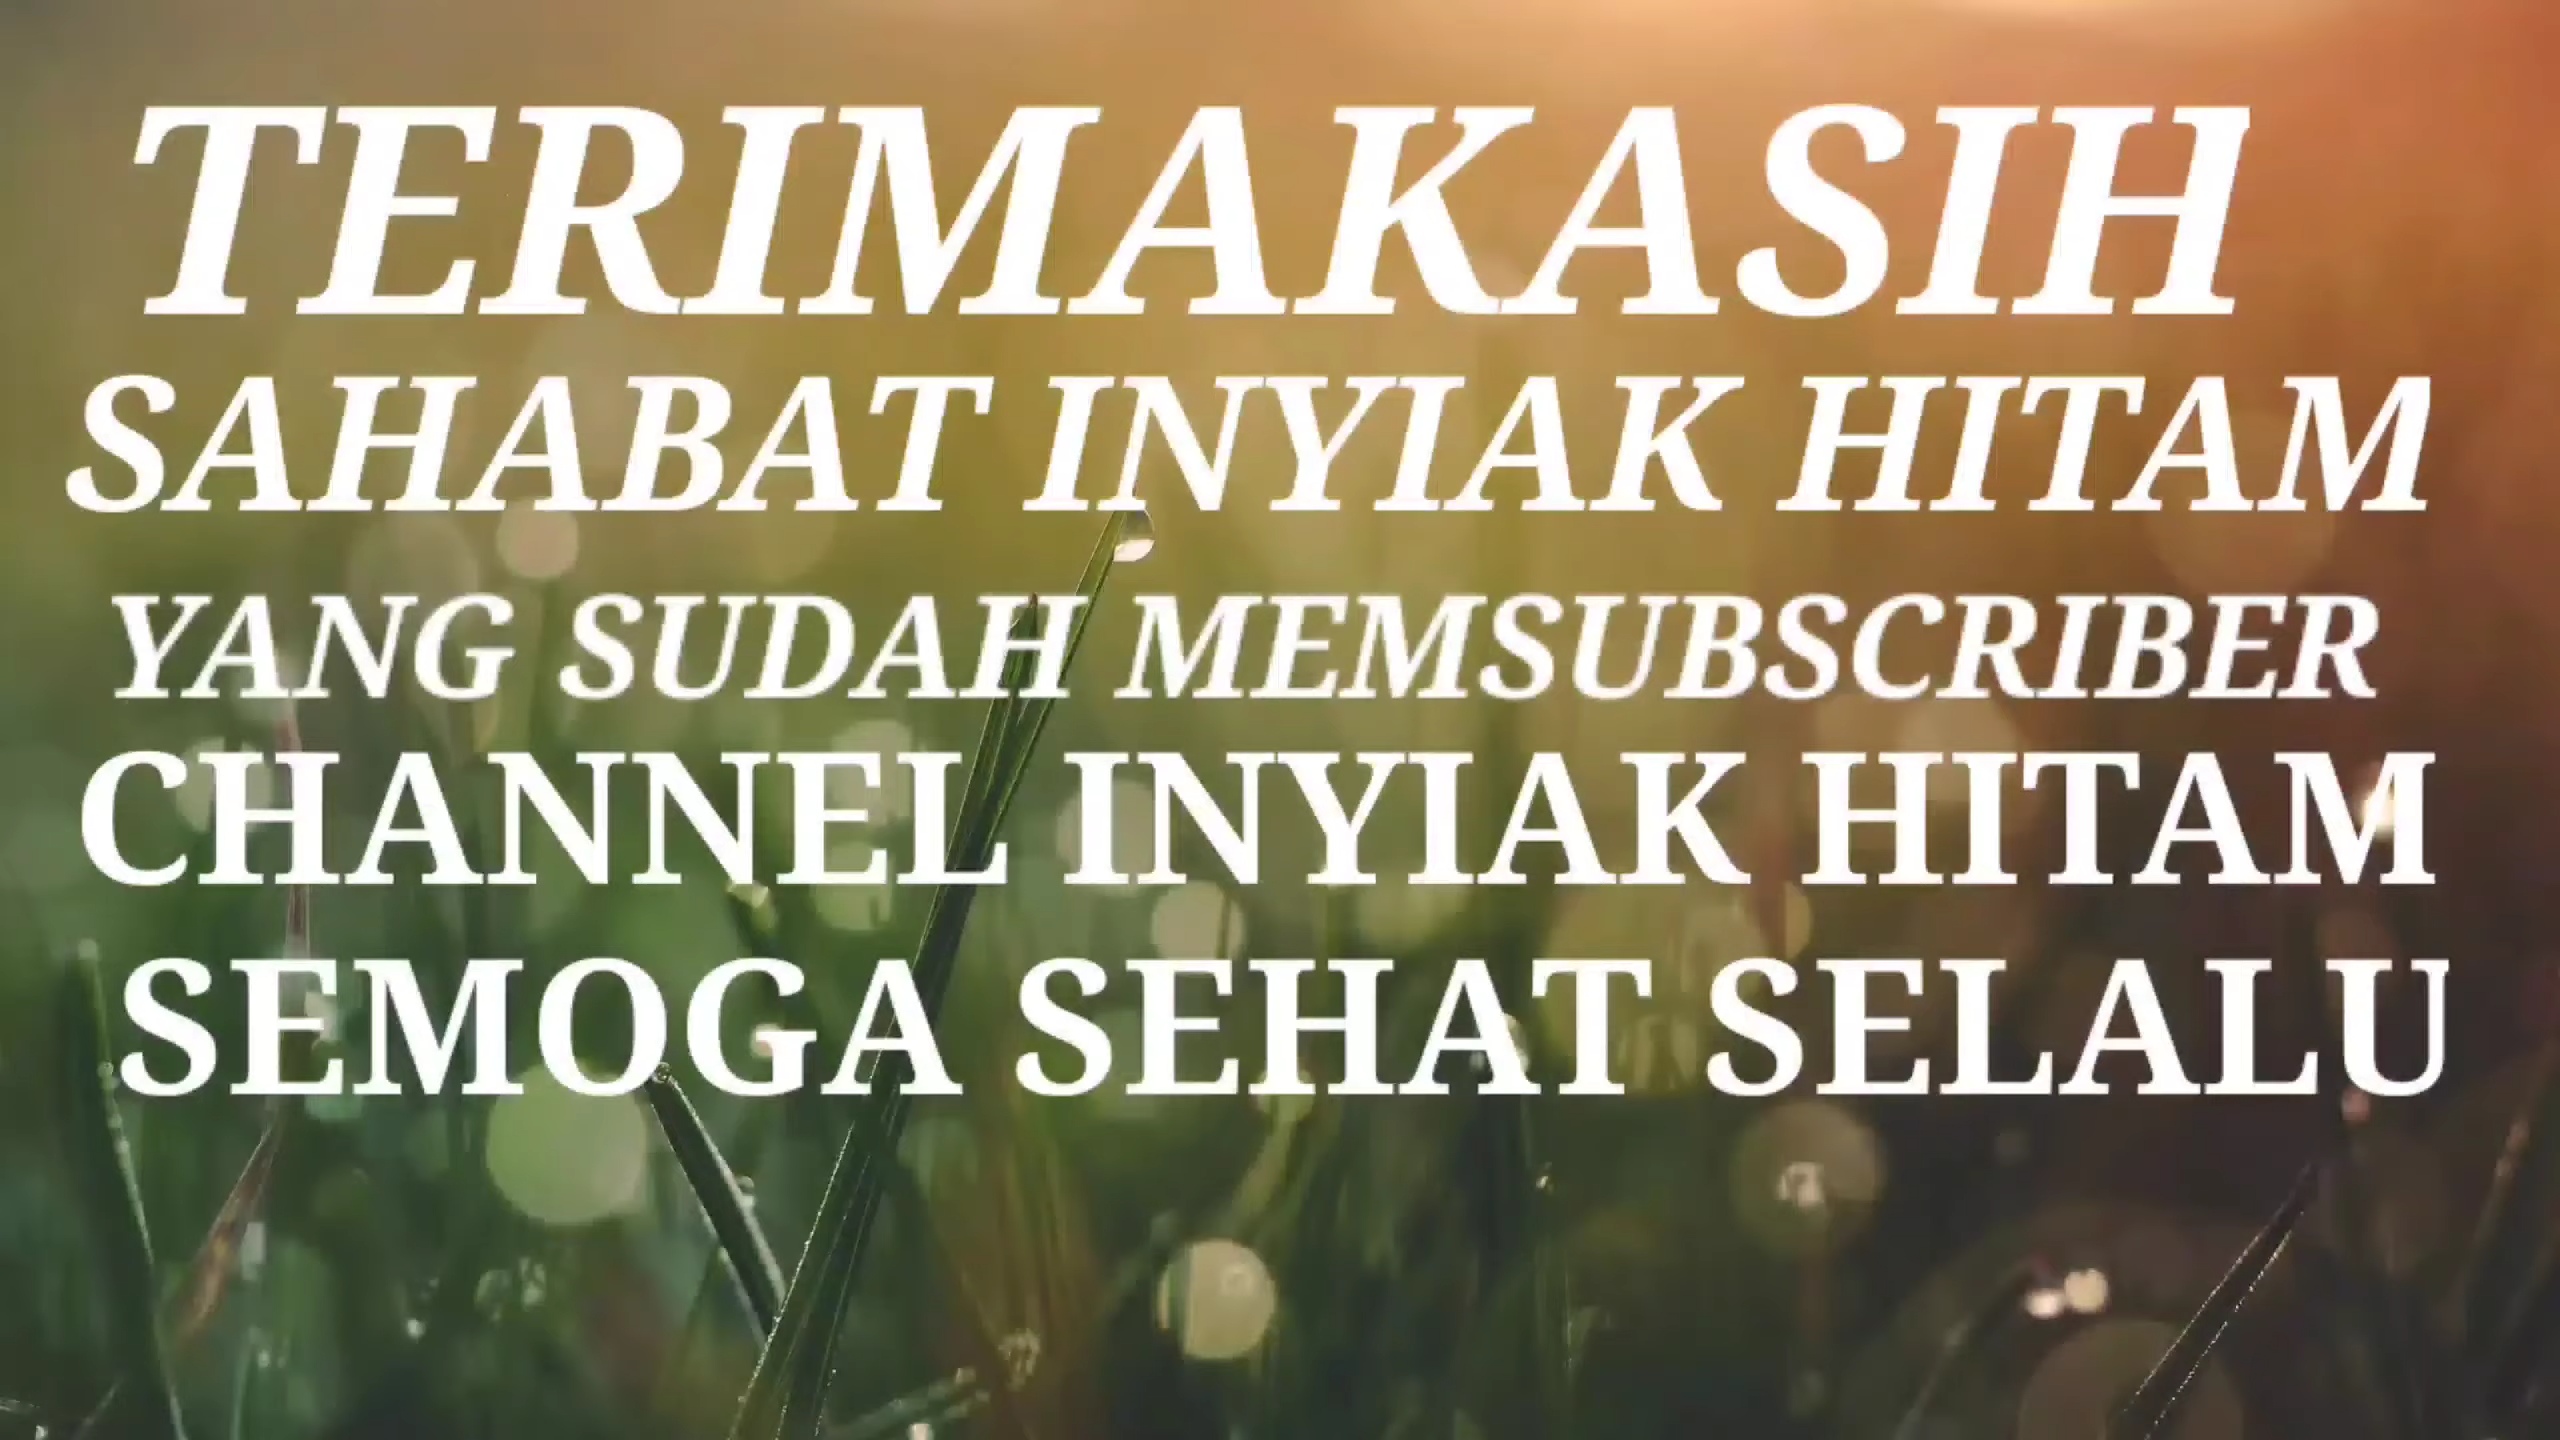 TERIMAKASIH
SAHABAT INYIAK HITAM
YANG SUDAH MEMSUBSCRIBER
CHANNEL INYIAK HITAM
SEMOGA SEHAT SELALU